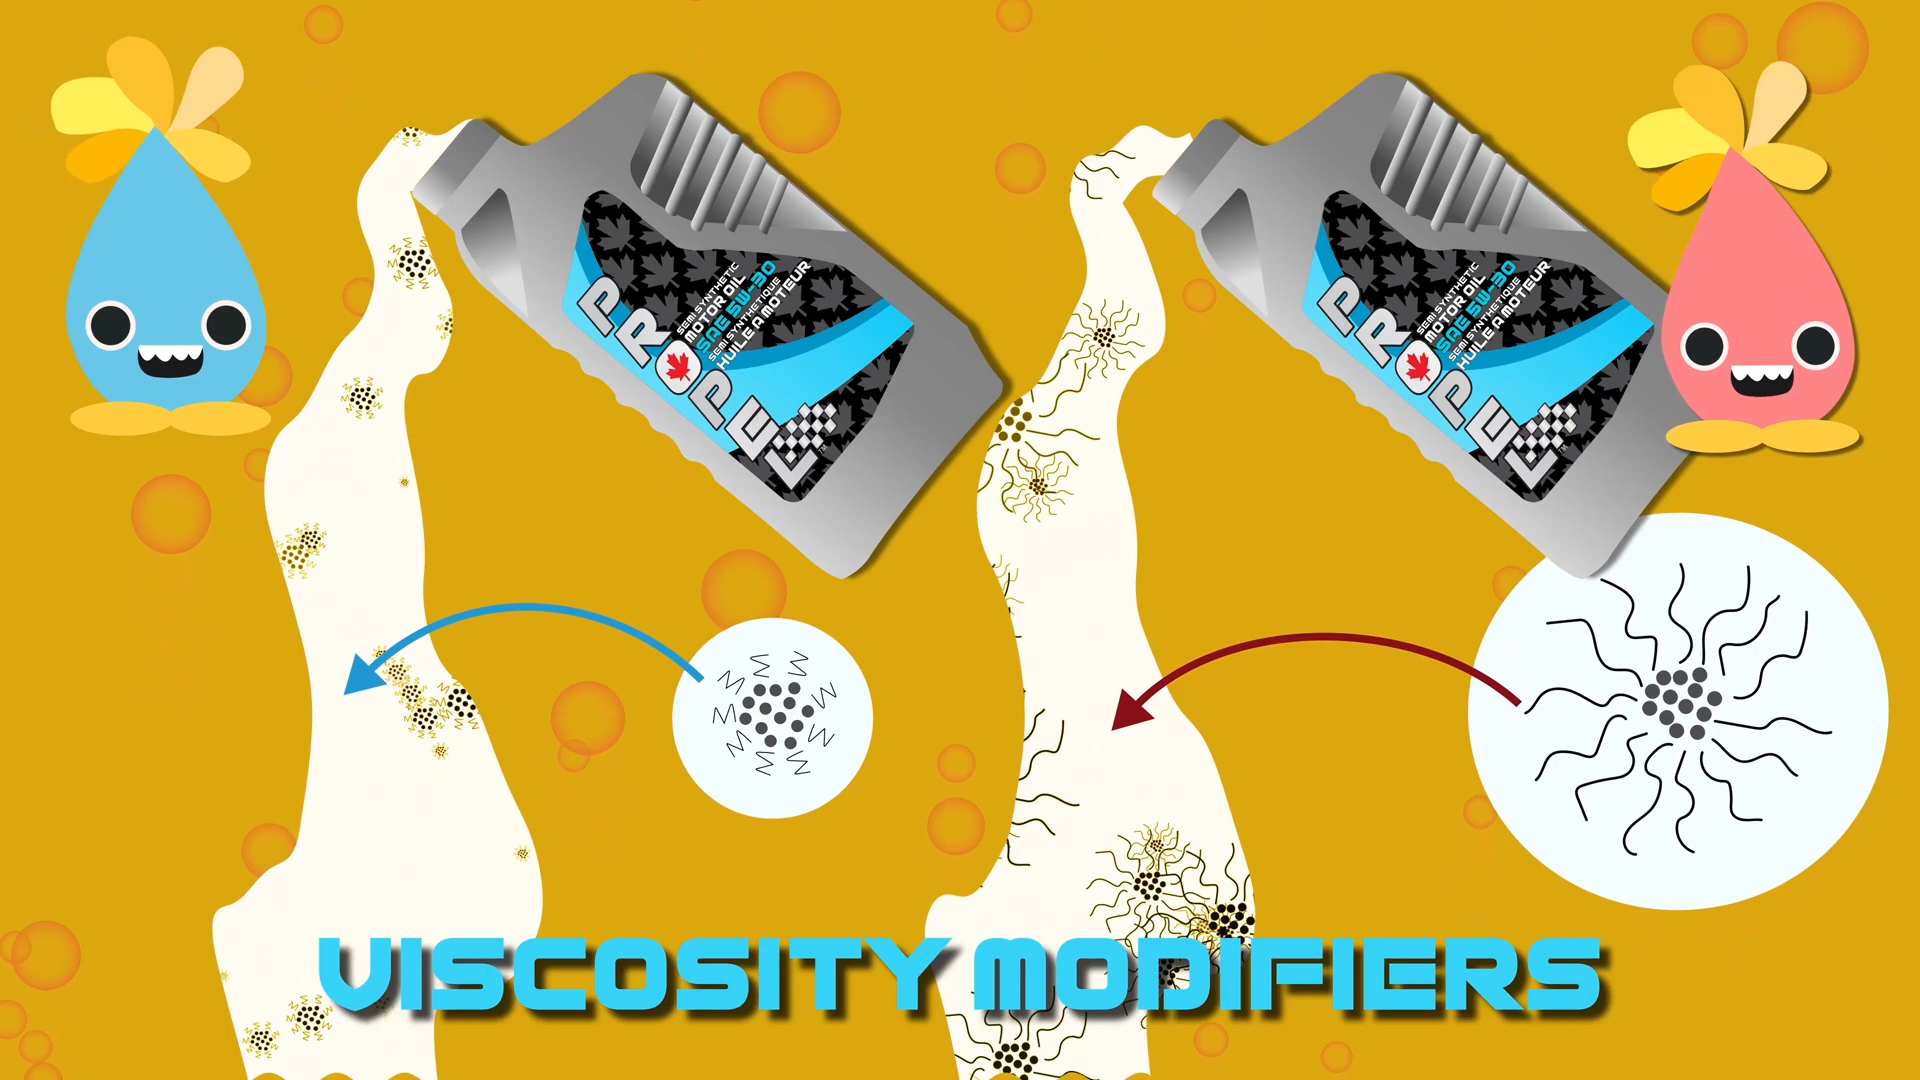 PROPEL
SEMI SYNTHETIC
MOTOR OIL
SAE 5W-30
SEMI SYNTHETIQUE
HUILE A MOTEUR
PROPEL
SEMI SYNTHETIC
MOTOR OIL
SAE 5W-30
SEMI SYNTHETIQUE
HUILE A MOTEUR
VISCOSITY MODIFIERS